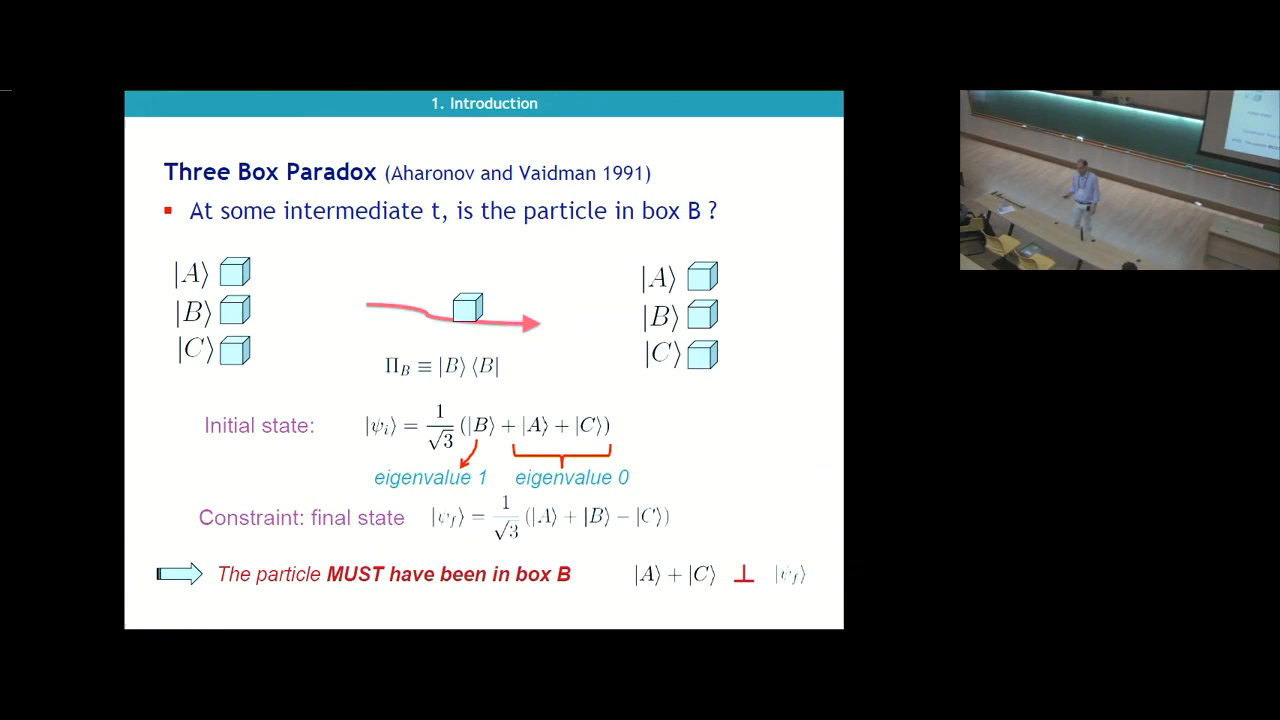 1. Introduction
Three Box Paradox (Aharonov and Vaidman 1991)
▪ At some intermediate t, is the particle in box B ?
|A⟩ |A⟩
|B⟩ |B⟩
|C⟩ |C⟩
Π_B ≡ |B⟩⟨B|
Initial state: |ψ_i⟩ = 1/√3 (|B⟩ + |A⟩ + |C⟩)
eigenvalue 1 eigenvalue 0
Constraint: final state |ψ_f⟩ = 1/√3 (|A⟩ + |B⟩ − |C⟩)
The particle MUST have been in box B |A⟩ + |C⟩ ⊥ |ψ_f⟩